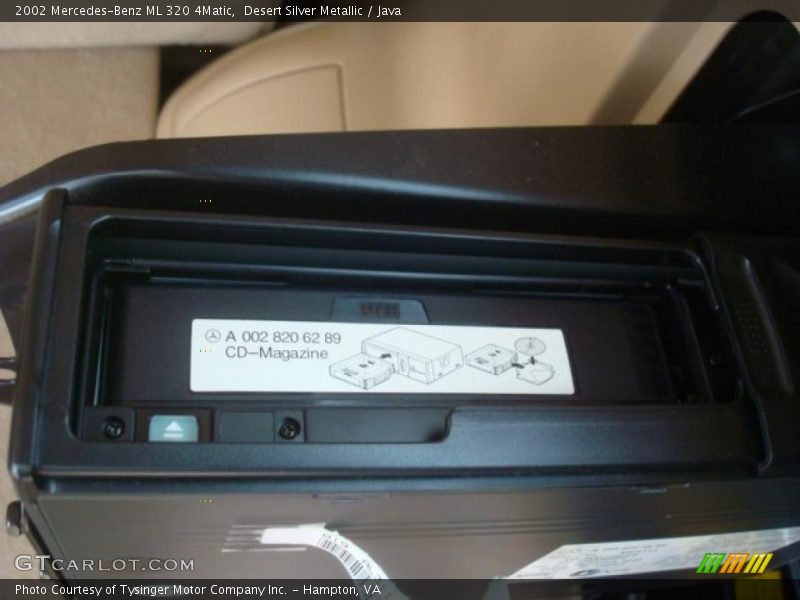 2002 Mercedes-Benz ML 320 4Matic, Desert Silver Metallic / Java
A 002 820 62 89
CD-Magazine
GTCARLOT.COM
Photo Courtesy of Tysinger Motor Company Inc. - Hampton, VA